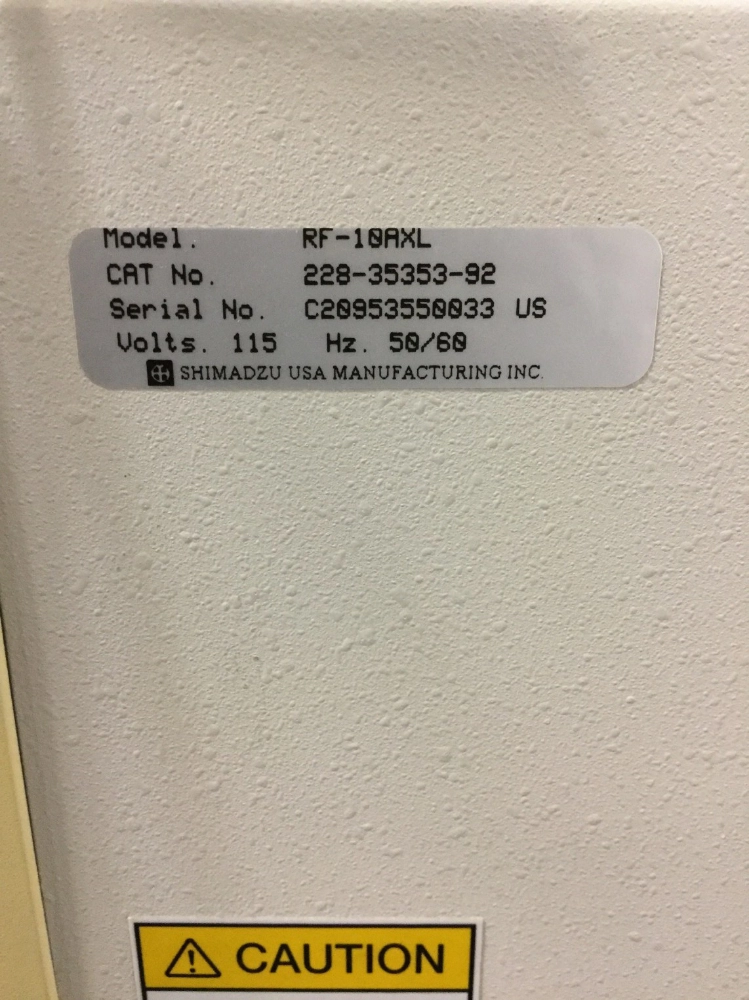 Model. RF-10AXL
CAT No. 228-35353-92
Serial No. C20953550033 US
Volts. 115 Hz. 50/60
SHIMADZU USA MANUFACTURING INC.
CAUTION